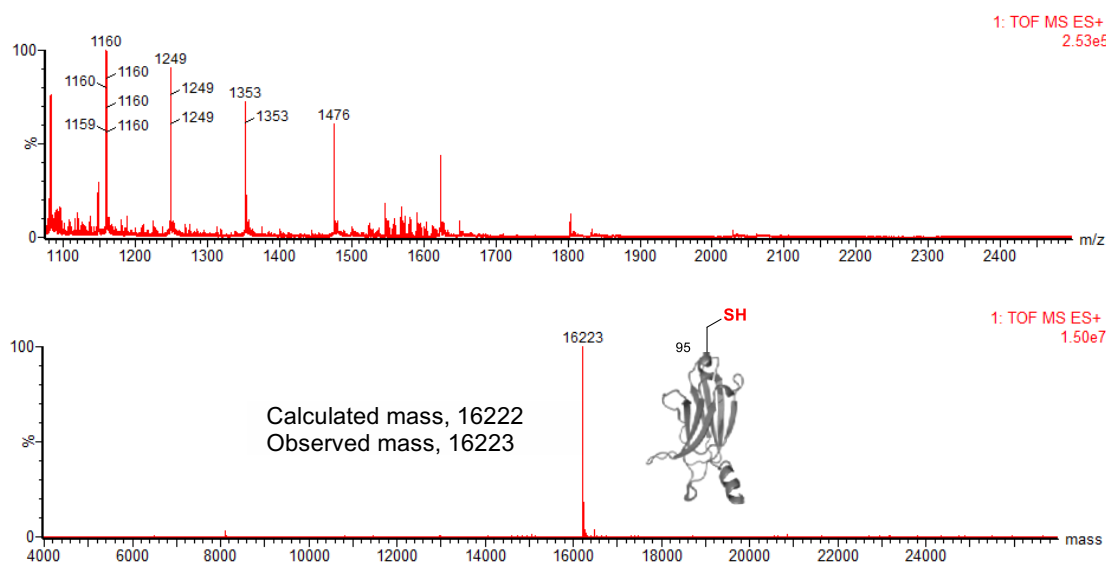 1: TOF MS ES+
2.53e5
100
%
0
1160
1160
1160
1160
1159
1160
1249
1249
1249
1353
1353
1476
1100 1200 1300 1400 1500 1600 1700 1800 1900 2000 2100 2200 2300 2400
m/z
1: TOF MS ES+
1.50e7
100
%
0
16223
95
SH
Calculated mass, 16222
Observed mass, 16223
4000 6000 8000 10000 12000 14000 16000 18000 20000 22000 24000
mass